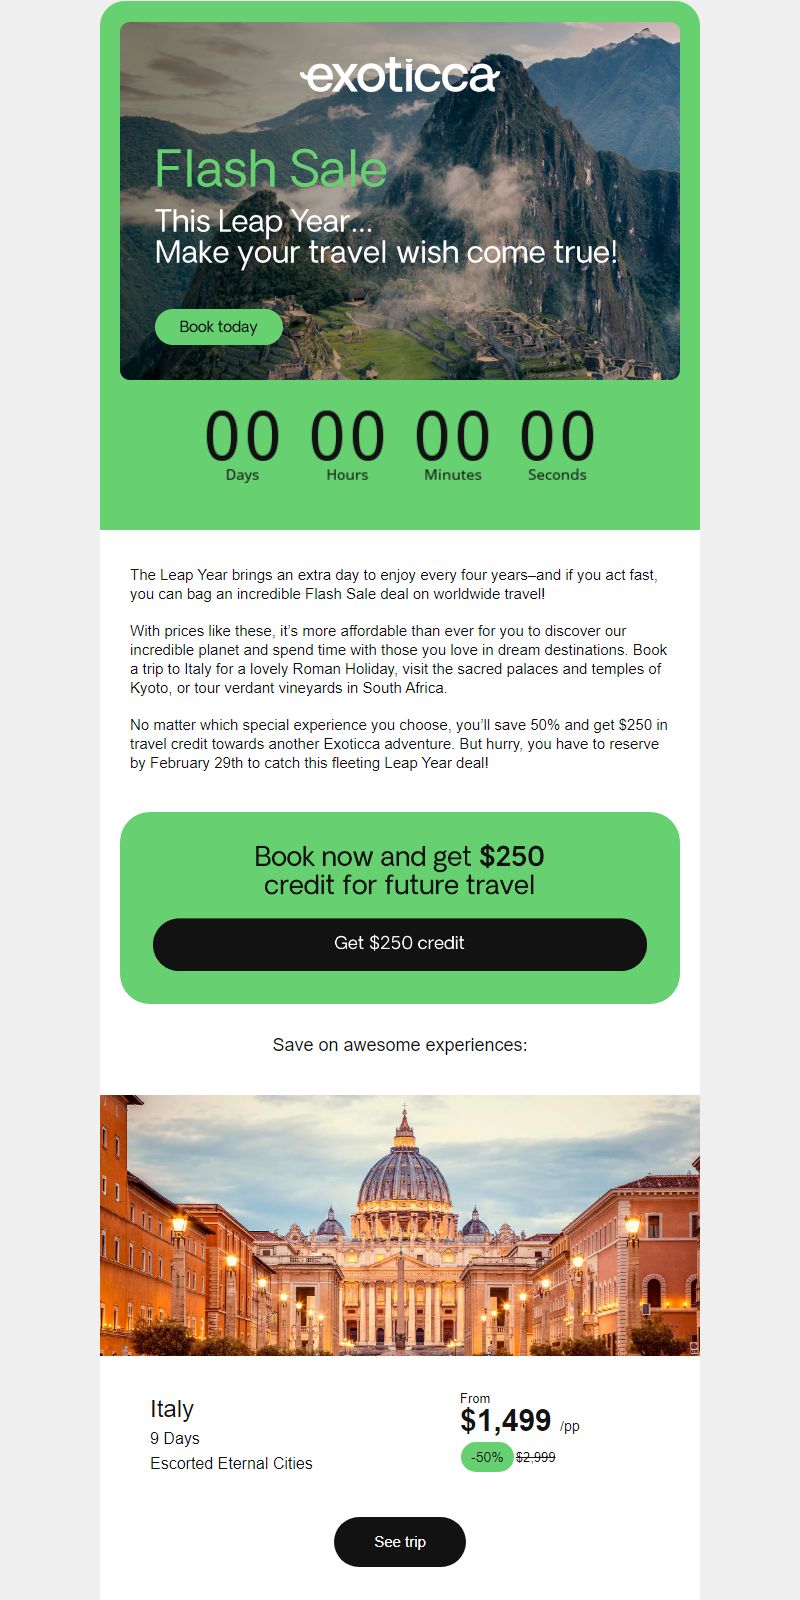 exoticca
Flash Sale
This Leap Year...
Make your travel wish come true!
Book today
00 00 00 00
Days Hours Minutes Seconds
The Leap Year brings an extra day to enjoy every four years–and if you act fast,
you can bag an incredible Flash Sale deal on worldwide travel!
With prices like these, it’s more affordable than ever for you to discover our
incredible planet and spend time with those you love in dream destinations. Book
a trip to Italy for a lovely Roman Holiday, visit the sacred palaces and temples of
Kyoto, or tour verdant vineyards in South Africa.
No matter which special experience you choose, you’ll save 50% and get $250 in
travel credit towards another Exoticca adventure. But hurry, you have to reserve
by February 29th to catch this fleeting Leap Year deal!
Book now and get $250
credit for future travel
Get $250 credit
Save on awesome experiences:
Italy
9 Days
Escorted Eternal Cities
From
$1,499 /pp
-50% $2,999
See trip